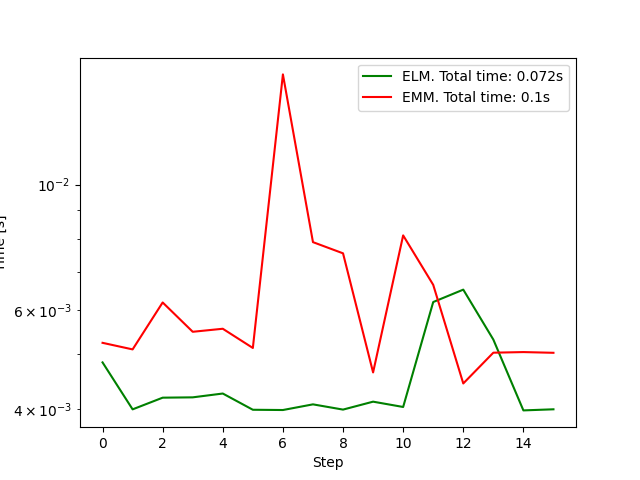 ELM. Total time: 0.072s
EMM. Total time: 0.1s
10⁻²
6 × 10⁻³
4 × 10⁻³
[s]
0 2 4 6 8 10 12 14
Step